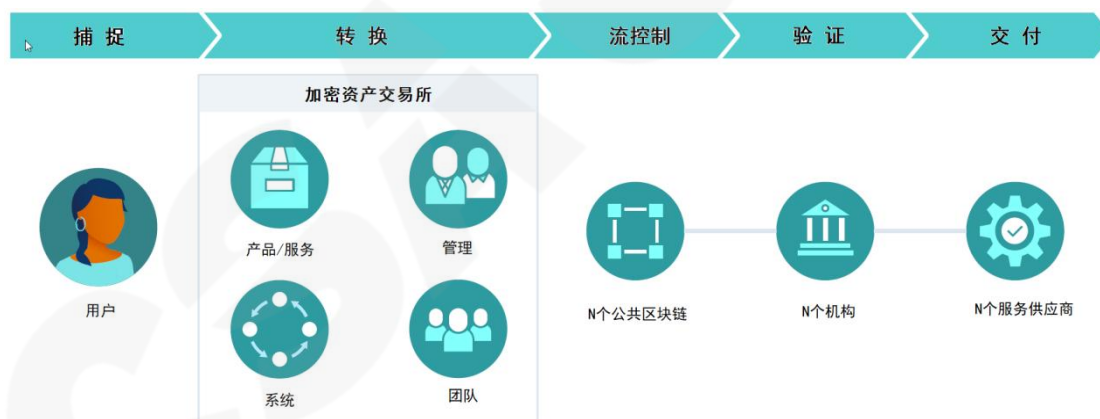 捕捉
转换
流控制
验证
交付
加密资产交易所
产品/服务
管理
用户
N个公共区块链
N个机构
N个服务供应商
系统
团队